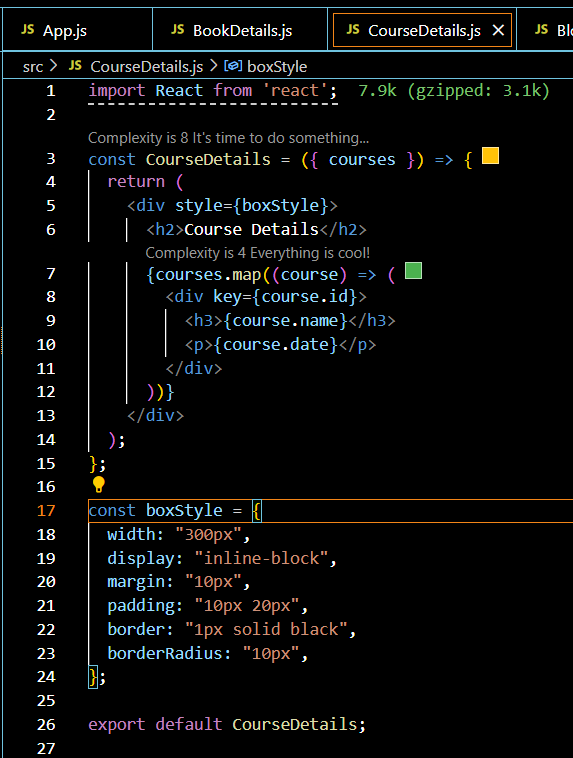 JS App.js JS BookDetails.js JS CourseDetails.js × JS Bl
src > JS CourseDetails.js > boxStyle
1 import React from 'react'; 7.9k (gzipped: 3.1k)
2
Complexity is 8 It's time to do something...
3 const CourseDetails = ({ courses }) => {
4   return (
5     <div style={boxStyle}>
6       <h2>Course Details</h2>
Complexity is 4 Everything is cool!
7       {courses.map((course) => (
8         <div key={course.id}>
9           <h3>{course.name}</h3>
10           <p>{course.date}</p>
11         </div>
12       ))}
13     </div>
14   );
15 };
16
17 const boxStyle = {
18   width: "300px",
19   display: "inline-block",
20   margin: "10px",
21   padding: "10px 20px",
22   border: "1px solid black",
23   borderRadius: "10px",
24 };
25
26 export default CourseDetails;
27